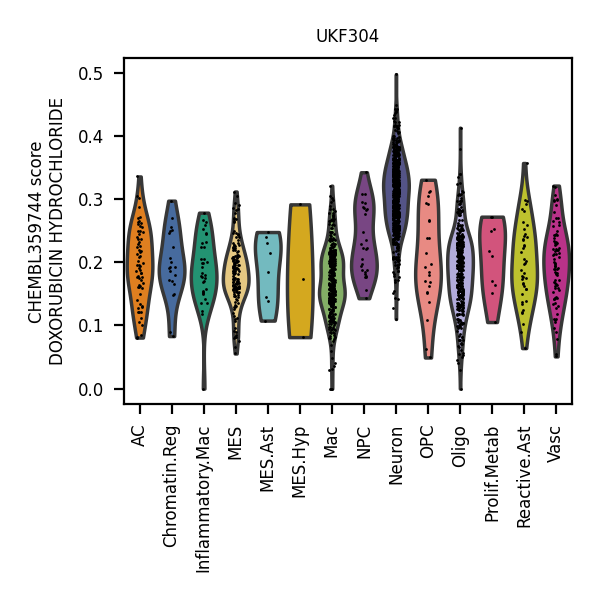 UKF304
CHEMBL359744 score
DOXORUBICIN HYDROCHLORIDE
0.5
0.4
0.3
0.2
0.1
0.0
AC
Chromatin.Reg
Inflammatory.Mac
MES
MES.Ast
MES.Hyp
Mac
NPC
Neuron
OPC
Oligo
Prolif.Metab
Reactive.Ast
Vasc